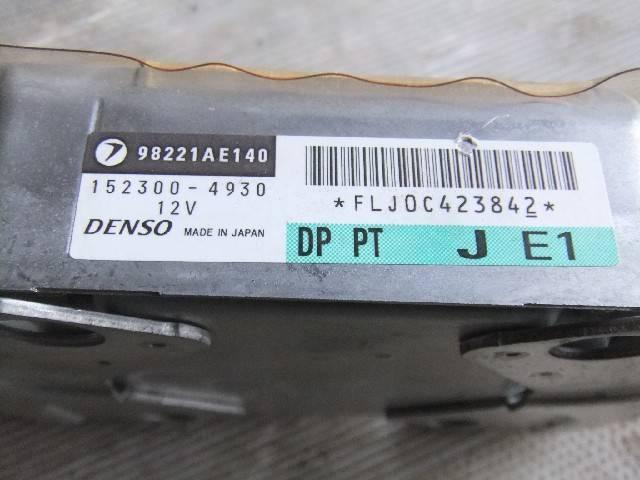 98221AE140
152300-4930
12V
DENSO MADE IN JAPAN
*FLJ0C423842*
DP PT J E1